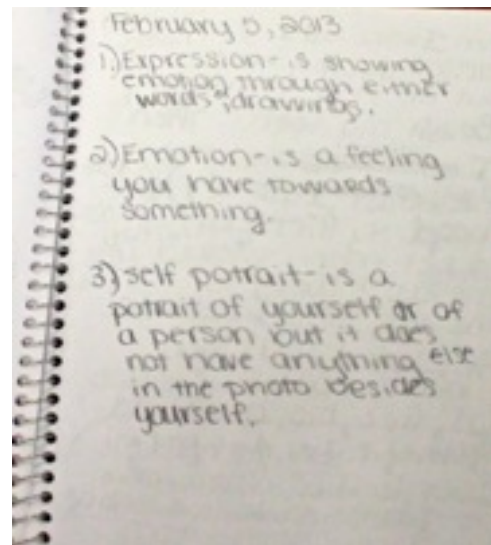 February 5, 2013
1.) Expression - is showing
emotion through either
words, drawings.
2) Emotion - is a feeling
you have towards
something.
3) self potrait - is a
potrait of yourself or of
a person but it does
not have anything else
in the photo besides
yourself.